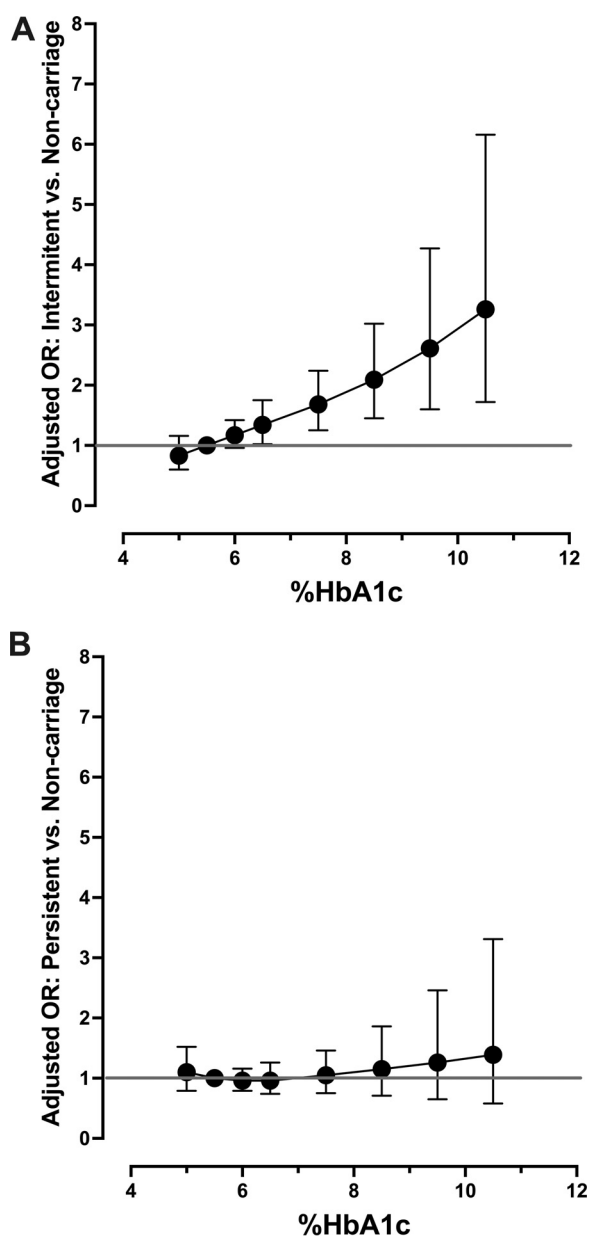 A
Adjusted OR: Intermitent vs. Non-carriage
8
7
6
5
4
3
2
1
0
4 6 8 10 12
%HbA1c
B
Adjusted OR: Persistent vs. Non-carriage
8
7
6
5
4
3
2
1
0
4 6 8 10 12
%HbA1c